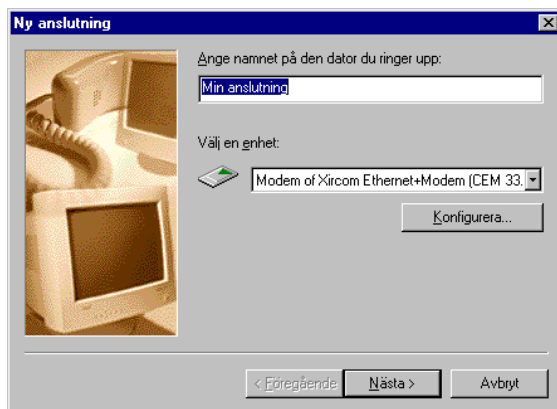 Ny anslutning
Ange namnet på den dator du ringer upp:
Min anslutning
Välj en enhet:
Modem of Xircom Ethernet+Modem (CEM 33.
Konfigurera...
< Föregående
Nästa >
Avbryt